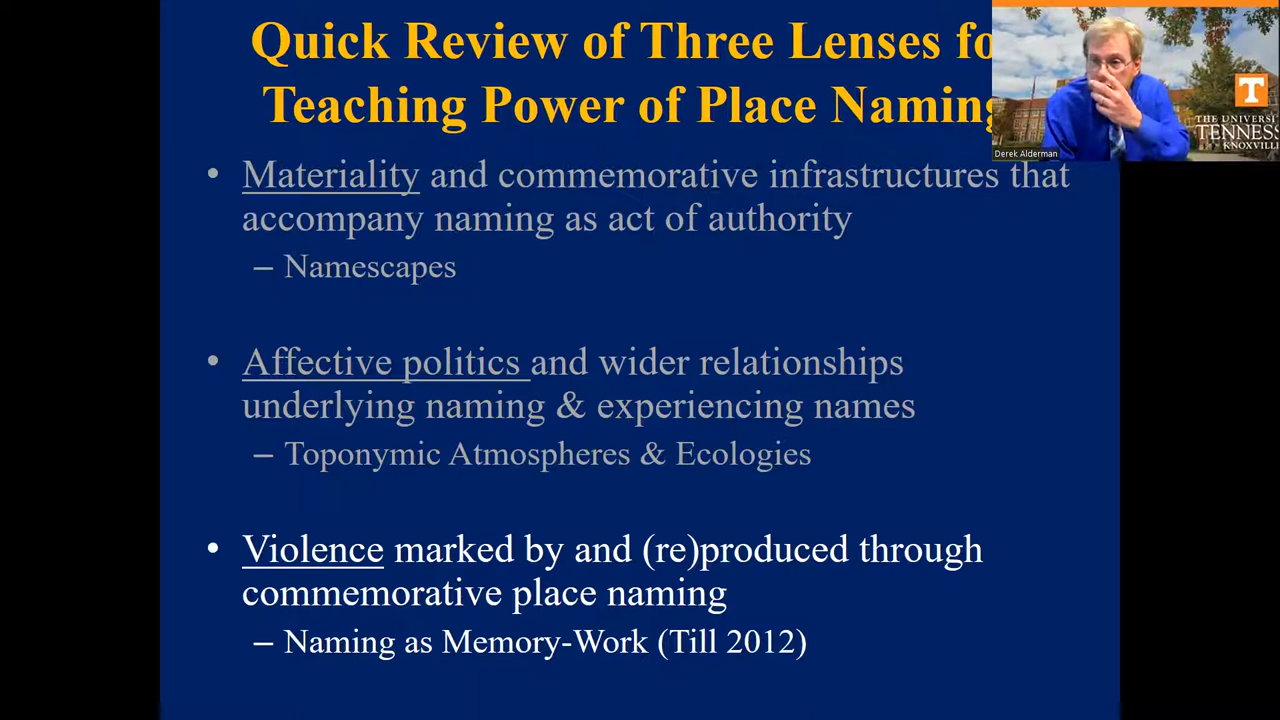 Quick Review of Three Lenses fo
Teaching Power of Place Naming
• Materiality and commemorative infrastructures that
accompany naming as act of authority
– Namescapes
• Affective politics and wider relationships
underlying naming & experiencing names
– Toponymic Atmospheres & Ecologies
• Violence marked by and (re)produced through
commemorative place naming
– Naming as Memory-Work (Till 2012)
T
THE UNIVERSI
TENNESS
KNOXVILL
Derek Alderman